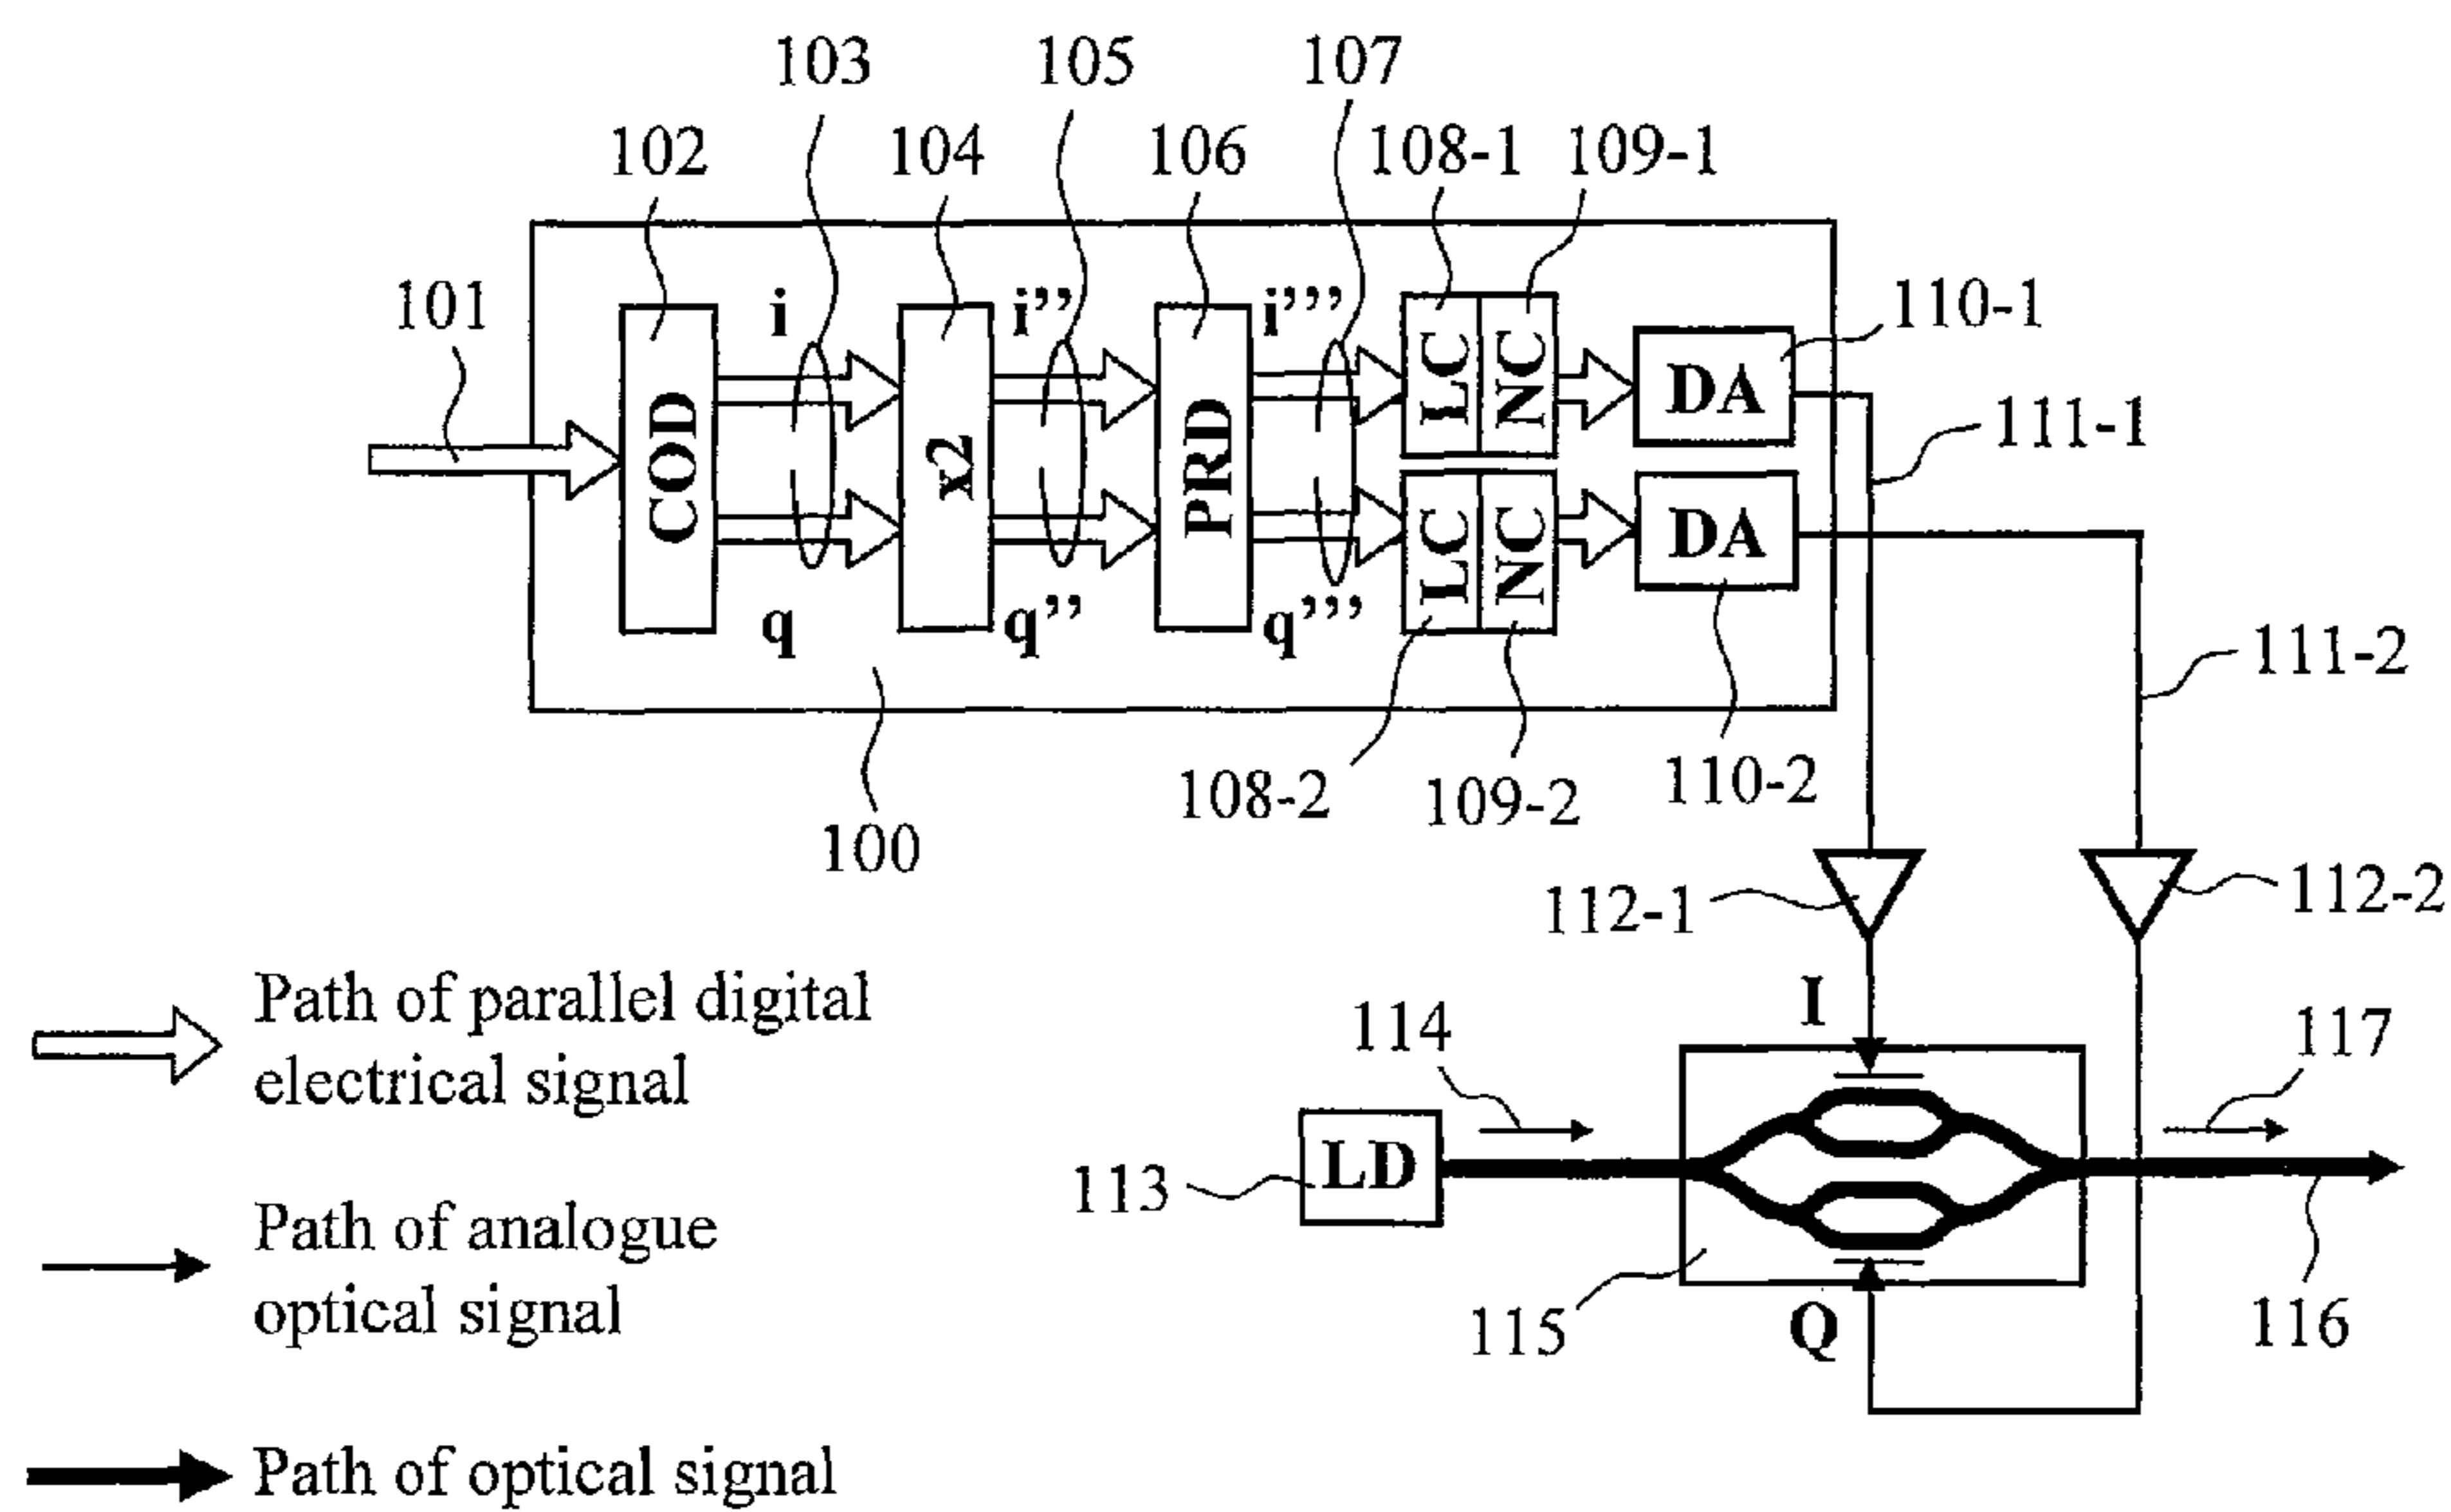 103
105
107
102
104
106
108-1
109-1
101
i
i’’
i’’’
110-1
COD
x2
PRD
LC
NC
DA
111-1
LC
NC
DA
q
q’’
q’’’
111-2
108-2
109-2
110-2
100
112-1
112-2
Path of parallel digital
electrical signal
I
114
117
LD
113
Path of analogue
optical signal
115
Q
116
Path of optical signal